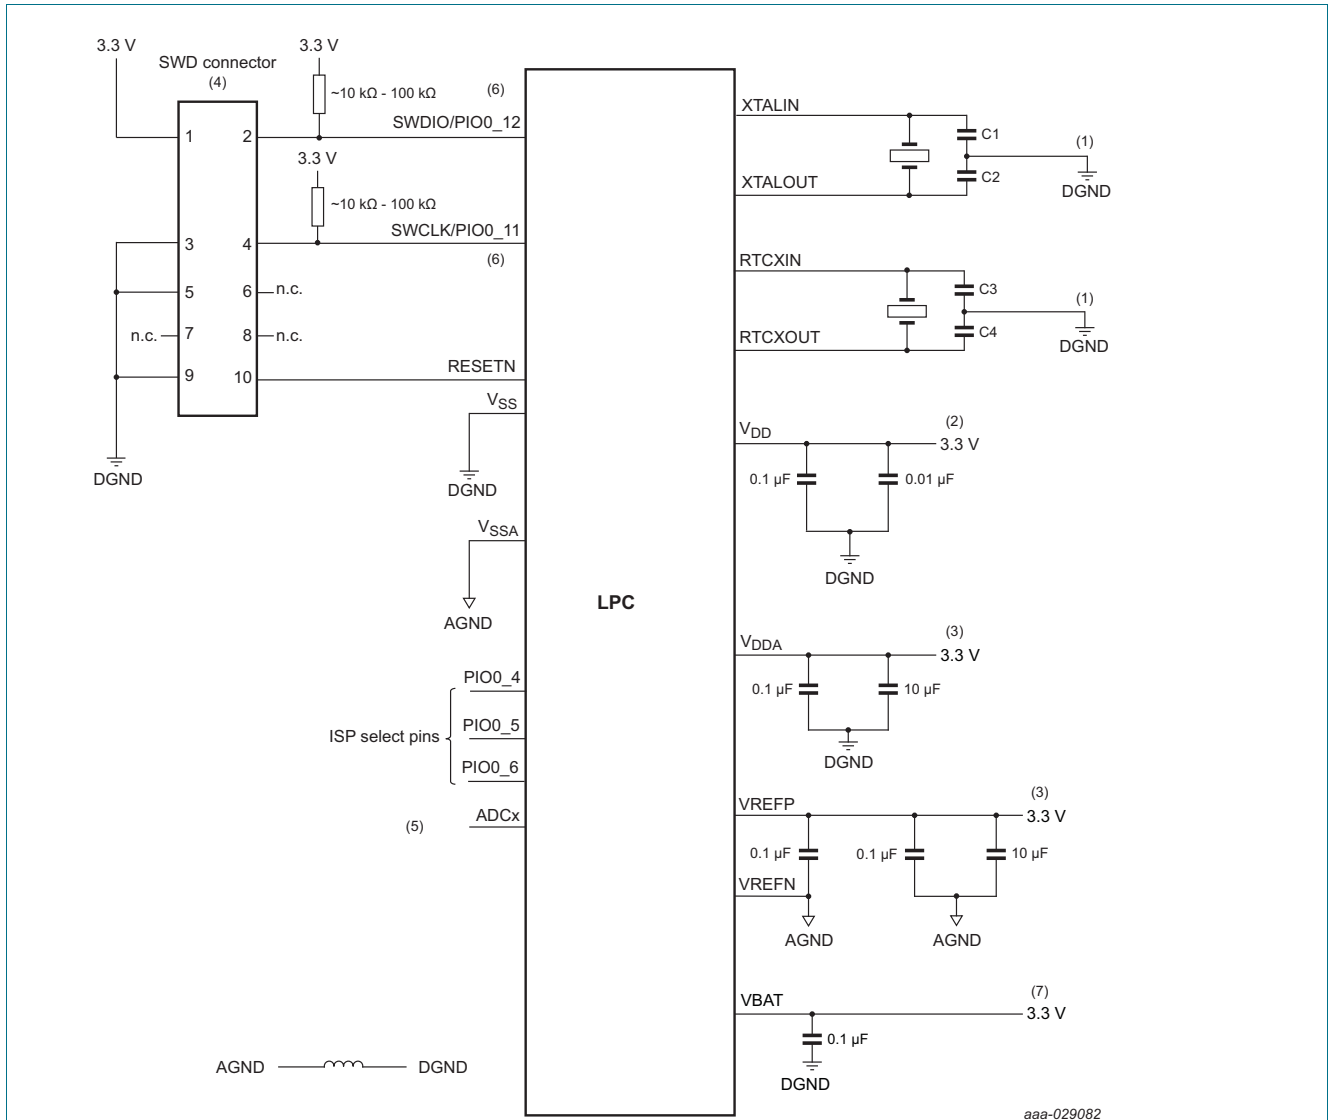 3.3 V
SWD connector
(4)
3.3 V
~10 kΩ - 100 kΩ
(6)
SWDIO/PIO0_12
1
2
3.3 V
~10 kΩ - 100 kΩ
SWCLK/PIO0_11
(6)
3
4
5
6
n.c.
n.c.
7
8
n.c.
9
10
RESETN
DGND
VSS
DGND
VSSA
AGND
LPC
PIO0_4
ISP select pins
PIO0_5
PIO0_6
(5)
ADCx
AGND
DGND
XTALIN
C1
(1)
C2
XTALOUT
DGND
RTCXIN
C3
(1)
C4
RTCXOUT
DGND
VDD
(2)
3.3 V
0.1 µF
0.01 µF
DGND
VDDA
(3)
3.3 V
0.1 µF
10 µF
DGND
VREFP
(3)
3.3 V
0.1 µF
0.1 µF
10 µF
VREFN
AGND
AGND
VBAT
(7)
3.3 V
0.1 µF
DGND
aaa-029082